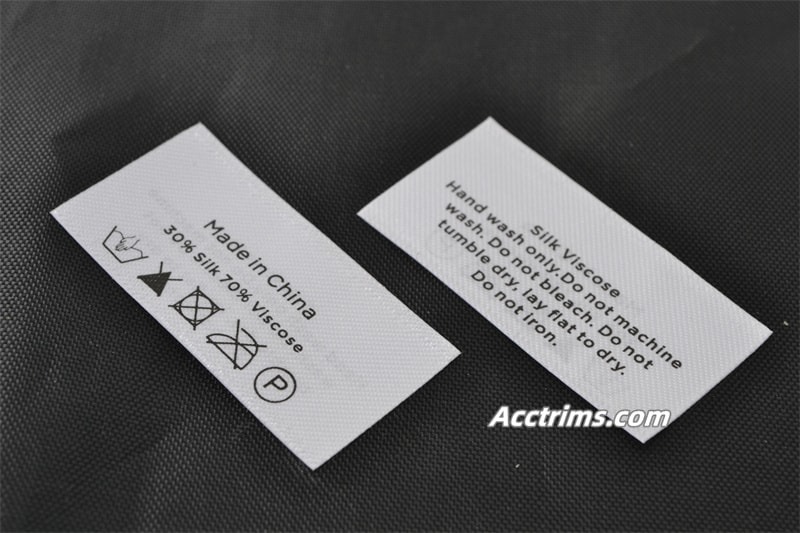 Made in China
30% Silk 70% Viscose
P
Silk Viscose
Hand wash only.Do not machine
wash. Do not bleach. Do not
tumble dry, lay flat to dry.
Do not Iron.
Acctrims.com